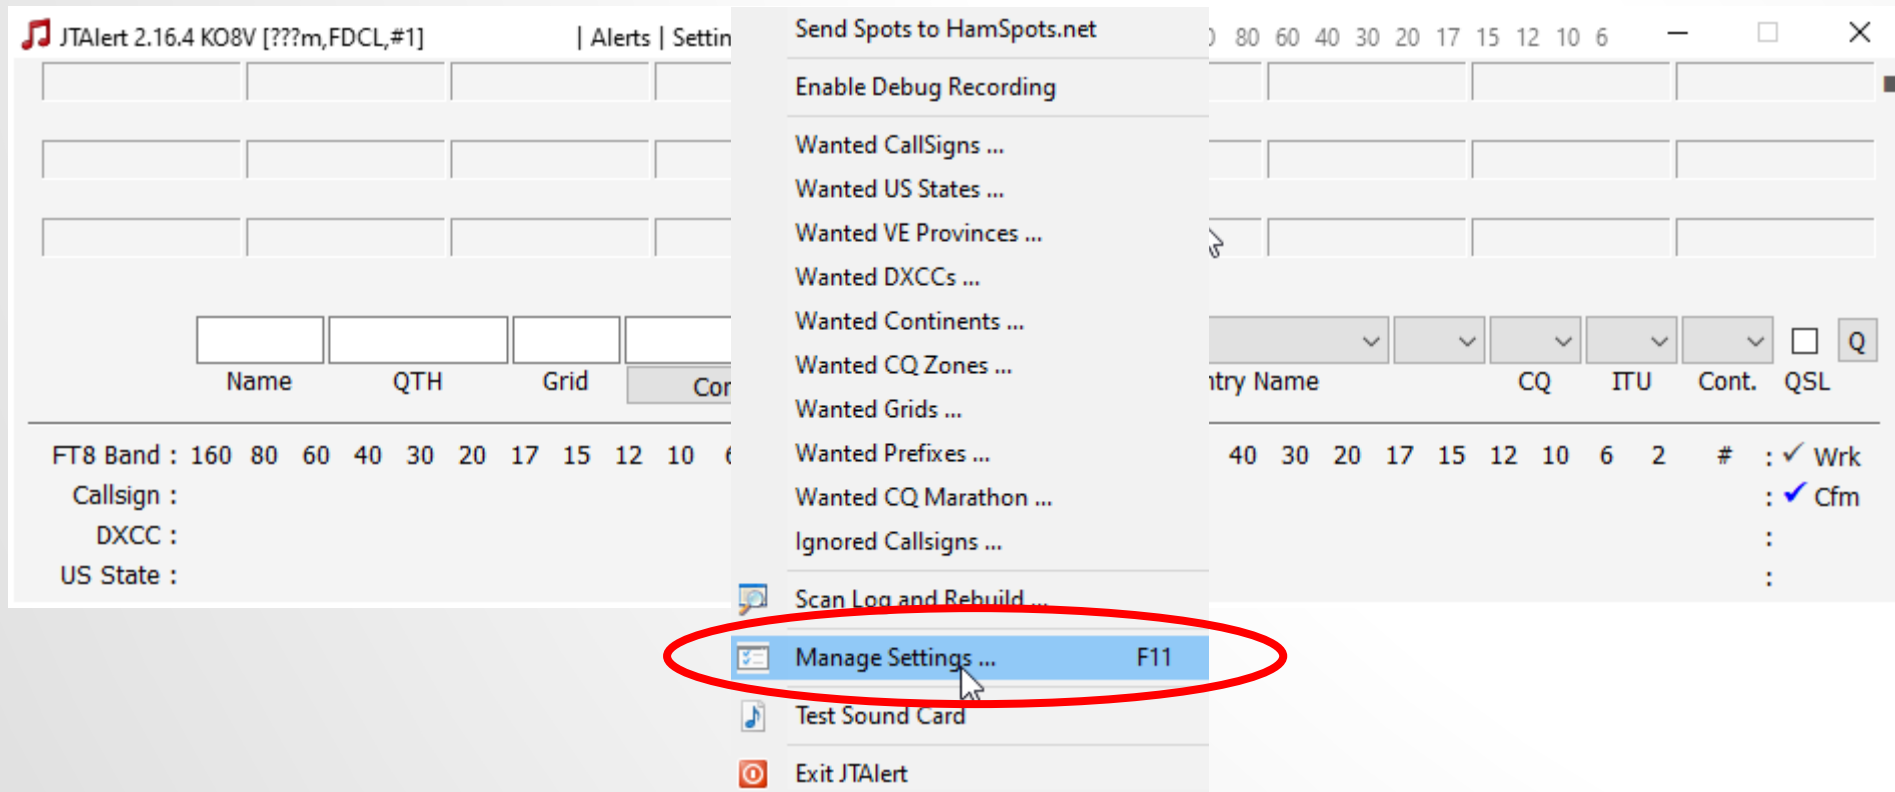 JTAlert 2.16.4 KO8V [???m,FDCL,#1] | Alerts | Settin 80 60 40 30 20 17 15 12 10 6
Send Spots to HamSpots.net
Enable Debug Recording
Wanted CallSigns ...
Wanted US States ...
Wanted VE Provinces ...
Wanted DXCCs ...
Wanted Continents ...
Wanted CQ Zones ...
Wanted Grids ...
Wanted Prefixes ...
Wanted CQ Marathon ...
Ignored Callsigns ...
Scan Log and Rebuild ...
Manage Settings ... F11
Test Sound Card
Exit JTAlert
Q
Name QTH Grid Cor ntry Name CQ ITU Cont. QSL
FT8 Band : 160 80 60 40 30 20 17 15 12 10 40 30 20 17 15 12 10 6 2 # : ✓ Wrk
Callsign : : ✓ Cfm
DXCC : :
US State : :